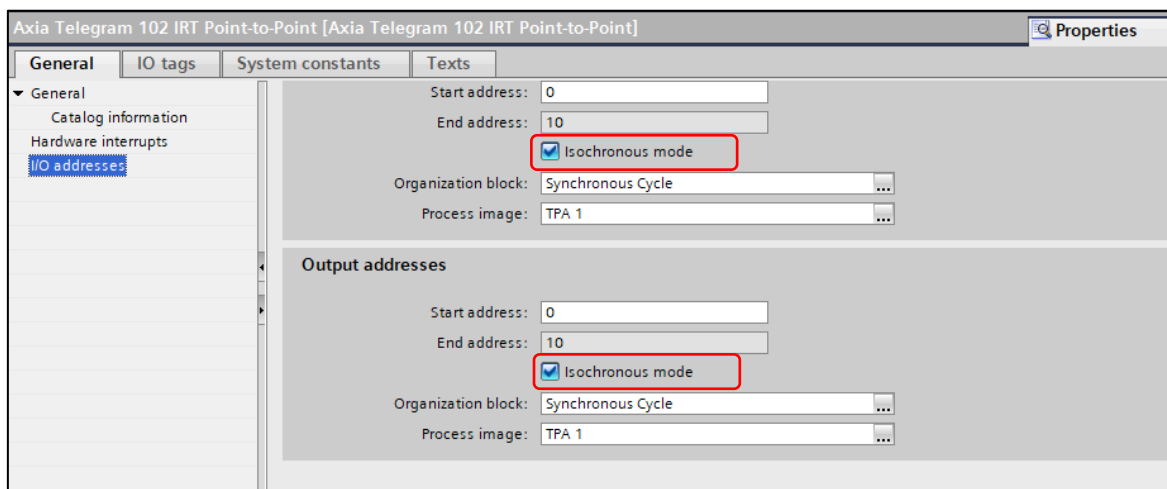 Axia Telegram 102 IRT Point-to-Point [Axia Telegram 102 IRT Point-to-Point]
Properties
General
IO tags
System constants
Texts
General
Catalog information
Hardware interrupts
I/O addresses
Start address: 0
End address: 10
Isochronous mode
Organization block: Synchronous Cycle ...
Process image: TPA 1 ...
Output addresses
Start address: 0
End address: 10
Isochronous mode
Organization block: Synchronous Cycle ...
Process image: TPA 1 ...